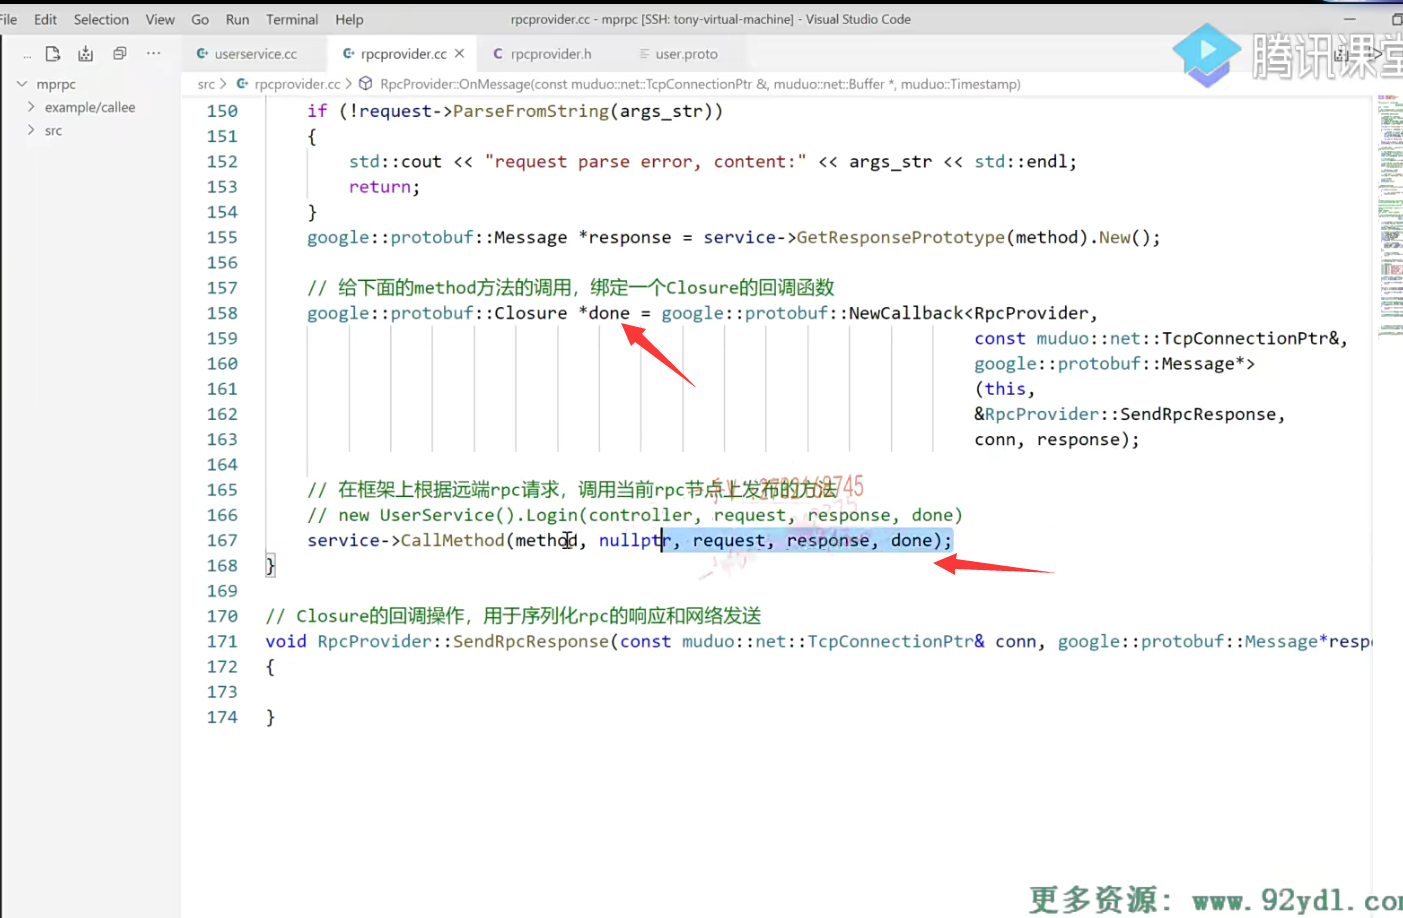 File Edit Selection View Go Run Terminal Help rpcprovider.cc - mprpc [SSH: tony-virtual-machine] - Visual Studio Code
腾讯课堂
... ··· userservice.cc rpcprovider.cc × C rpcprovider.h user.proto
mprpc
example/callee
src
src > rpcprovider.cc > RpcProvider::OnMessage(const muduo::net::TcpConnectionPtr &, muduo::net::Buffer *, muduo::Timestamp)
150 if (!request->ParseFromString(args_str))
151 {
152 std::cout << "request parse error, content:" << args_str << std::endl;
153 return;
154 }
155 google::protobuf::Message *response = service->GetResponsePrototype(method).New();
156
157 // 给下面的method方法的调用，绑定一个Closure的回调函数
158 google::protobuf::Closure *done = google::protobuf::NewCallback<RpcProvider,
159 const muduo::net::TcpConnectionPtr&,
160 google::protobuf::Message*>
161 (this,
162 &RpcProvider::SendRpcResponse,
163 conn, response);
164
165 // 在框架上根据远端rpc请求，调用当前rpc节点上发布的方法
166 // new UserService().Login(controller, request, response, done)
167 service->CallMethod(method, nullptr, request, response, done);
168 }
169
170 // Closure的回调操作，用于序列化rpc的响应和网络发送
171 void RpcProvider::SendRpcResponse(const muduo::net::TcpConnectionPtr& conn, google::protobuf::Message*resp
172 {
173
174 }
更多资源：www.92ydl.co